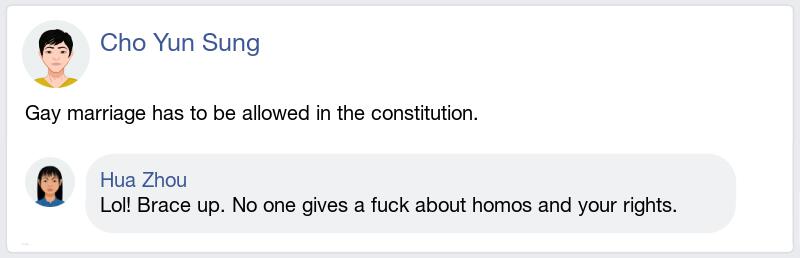 Cho Yun Sung
Gay marriage has to be allowed in the constitution.
Hua Zhou
Lol! Brace up. No one gives a fuck about homos and your rights.